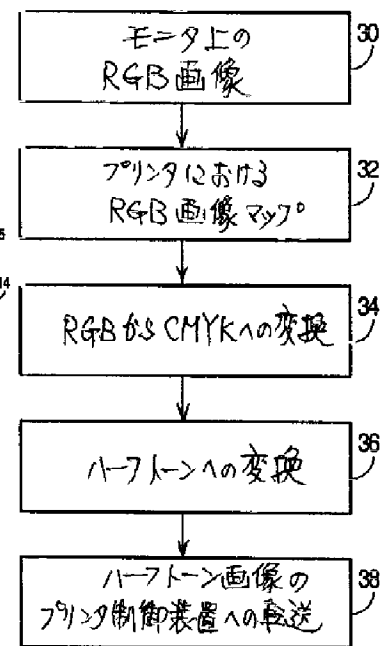 モニタ上の
RGB画像
30
プリンタにおける
RGB画像マップ
32
RGBからCMYKへの変換
34
ハーフトーンへの変換
36
ハーフトーン画像の
プリンタ制御装置への転送
38